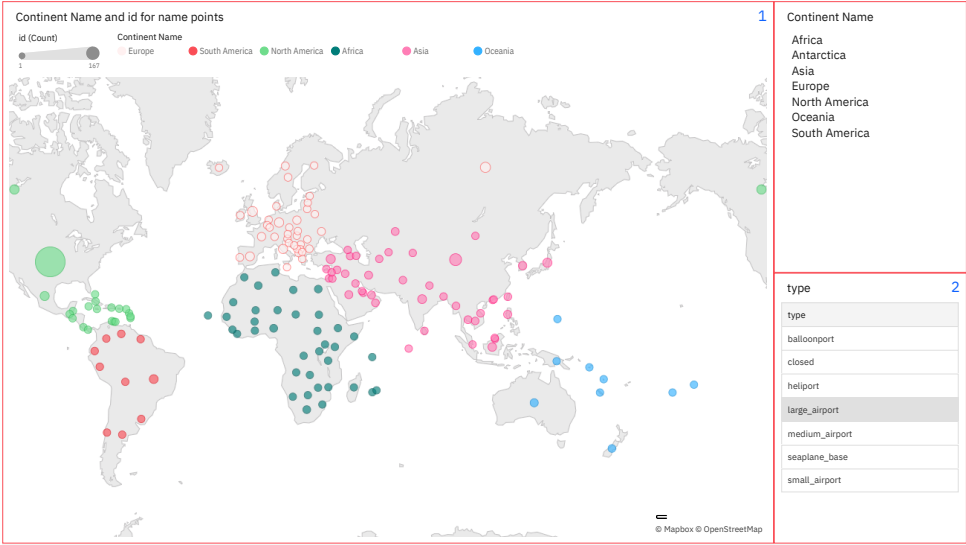 Continent Name and id for name points
1
id (Count)
1
167
Continent Name
Europe
South America
North America
Africa
Asia
Oceania
© Mapbox © OpenStreetMap
Continent Name
Africa
Antarctica
Asia
Europe
North America
Oceania
South America
type
2
type
balloonport
closed
heliport
large_airport
medium_airport
seaplane_base
small_airport